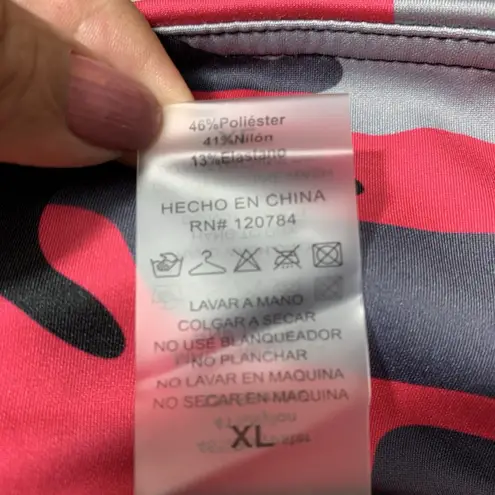 46%Poliéster
41%Nilón
13%Elastano
HECHO EN CHINA
RN# 120784
LAVAR A MANO
COLGAR A SECAR
NO USE BLANQUEADOR
NO PLANCHAR
NO LAVAR EN MAQUINA
NO SECAR EN MAQUINA
XL